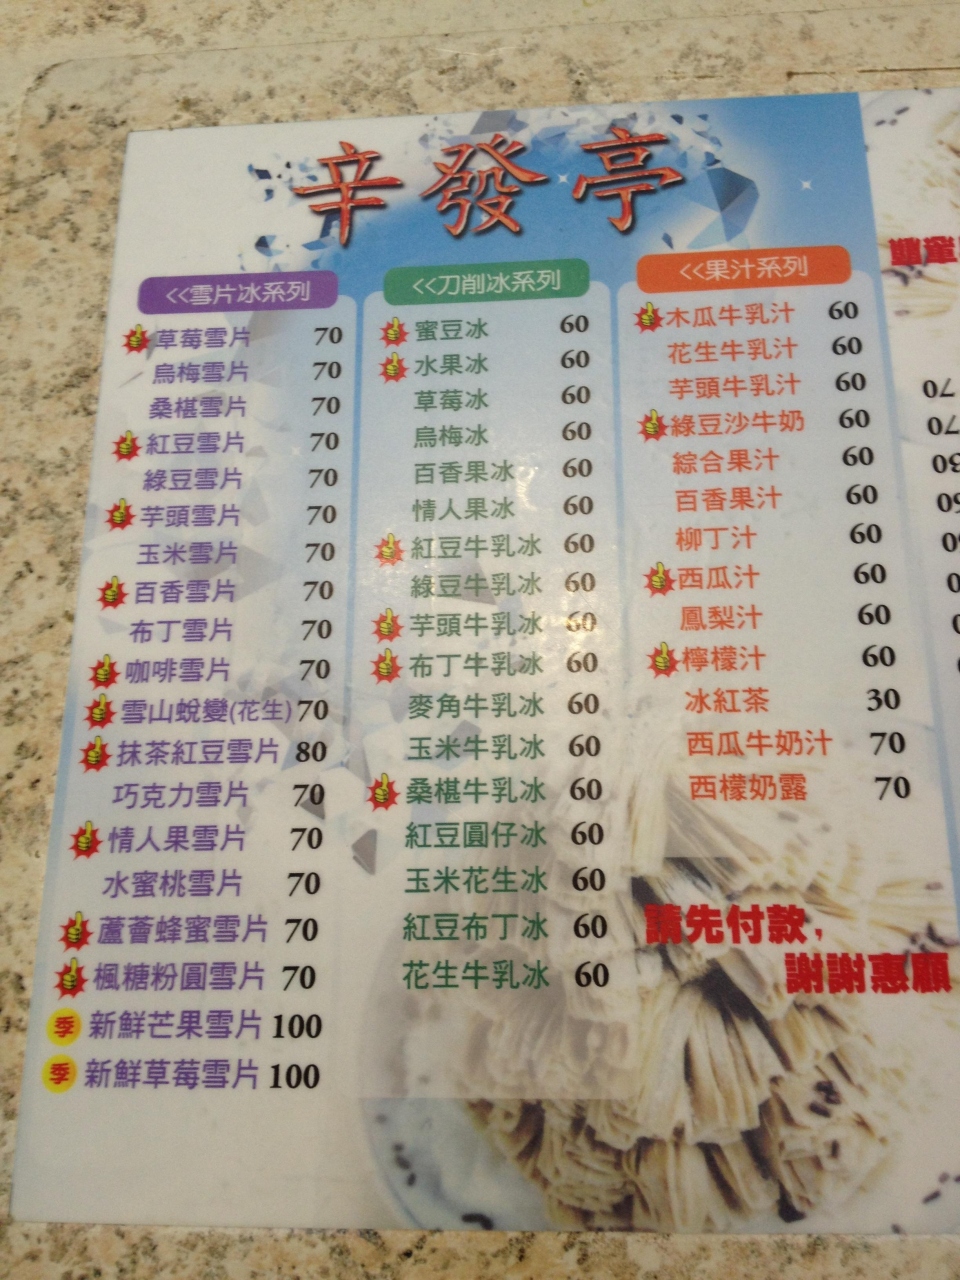 辛發亭
<<雪片冰系列
草莓雪片 70
烏梅雪片 70
桑椹雪片 70
紅豆雪片 70
綠豆雪片 70
芋頭雪片 70
玉米雪片 70
百香雪片 70
布丁雪片 70
咖啡雪片 70
雪山蛻變(花生) 70
抹茶紅豆雪片 80
巧克力雪片 70
情人果雪片 70
水蜜桃雪片 70
蘆薈蜂蜜雪片 70
楓糖粉圓雪片 70
季 新鮮芒果雪片 100
季 新鮮草莓雪片 100
<<刀削冰系列
蜜豆冰 60
水果冰 60
草莓冰 60
烏梅冰 60
百香果冰 60
情人果冰 60
紅豆牛乳冰 60
綠豆牛乳冰 60
芋頭牛乳冰 60
布丁牛乳冰 60
麥角牛乳冰 60
玉米牛乳冰 60
桑椹牛乳冰 60
紅豆圓仔冰 60
玉米花生冰 60
紅豆布丁冰 60
花生牛乳冰 60
<<果汁系列
木瓜牛乳汁 60
花生牛乳汁 60
芋頭牛乳汁 60
綠豆沙牛奶 60
綜合果汁 60
百香果汁 60
柳丁汁 60
西瓜汁 60
鳳梨汁 60
檸檬汁 60
冰紅茶 30
西瓜牛奶汁 70
西檬奶露 70
請先付款，
謝謝惠顧
70
70